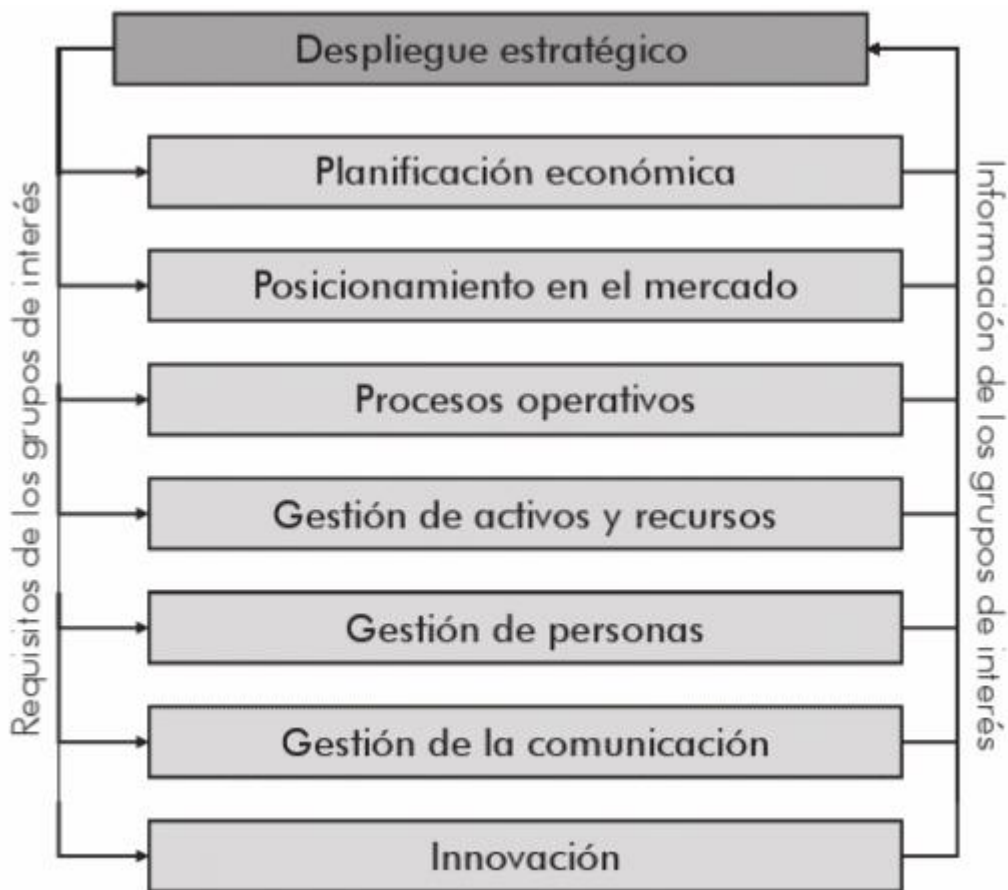 Despliegue estratégico
Requisitos de los grupos de interés
Planificación económica
Posicionamiento en el mercado
Procesos operativos
Gestión de activos y recursos
Gestión de personas
Gestión de la comunicación
Innovación
Información de los grupos de interés